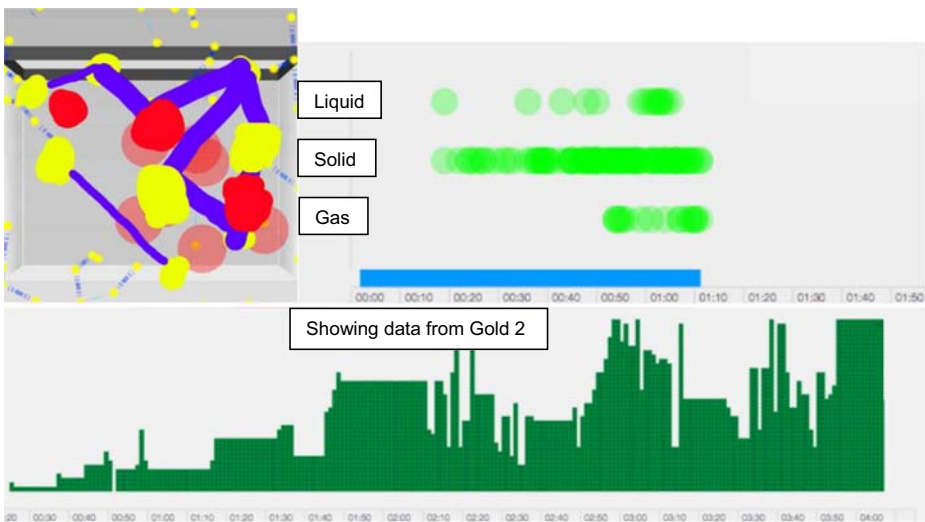 Liquid
Solid
Gas
00:00 00:10 00:20 00:30 00:40 00:50 01:00 01:10 01:20 01:30 01:40 01:50
Showing data from Gold 2
:20 00:30 00:40 00:50 01:00 01:10 01:20 01:30 01:40 01:50 02:00 02:10 02:20 02:30 02:40 02:50 03:00 03:10 03:20 03:30 03:40 03:50 04:00